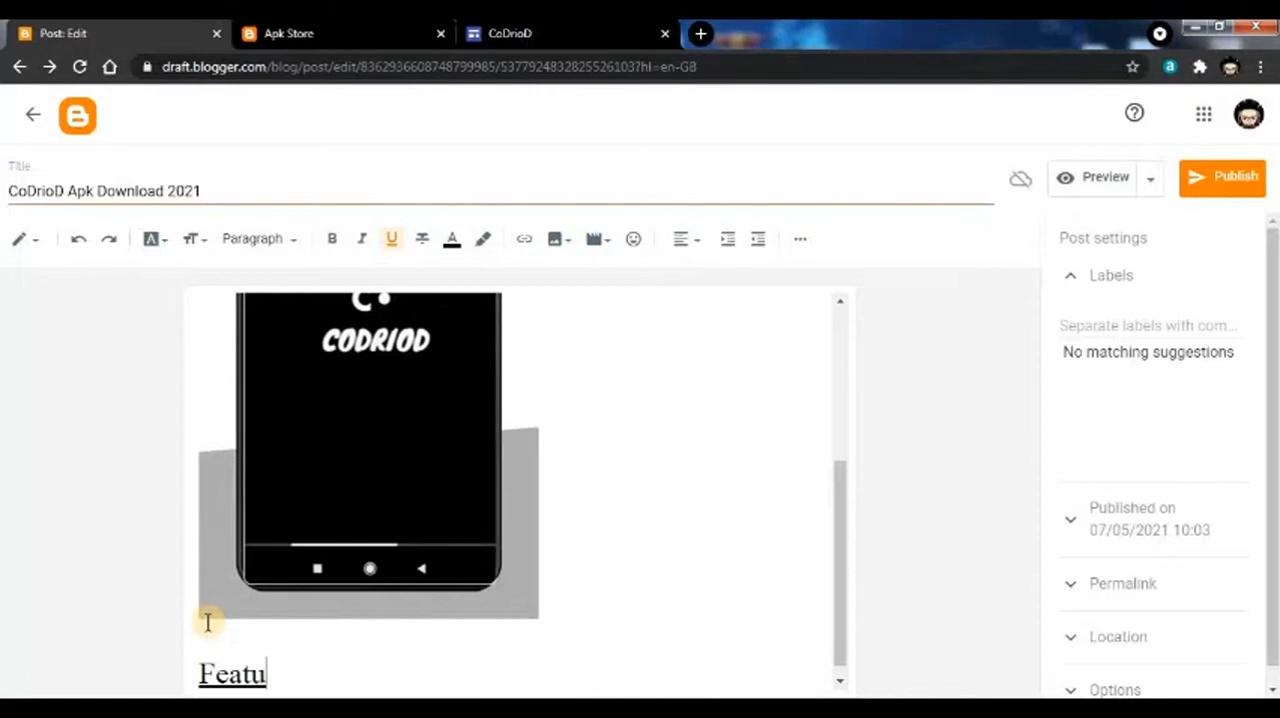 Post: Edit
Apk Store
CoDrioD
draft.blogger.com/blog/post/edit/8362936608748799985/5377924832825526103?hl=en-GB
Title
CoDrioD Apk Download 2021
Preview
Publish
Paragraph
Post settings
Labels
Separate labels with com...
No matching suggestions
CODRIOD
Published on
07/05/2021 10:03
Permalink
Location
Featu
Options